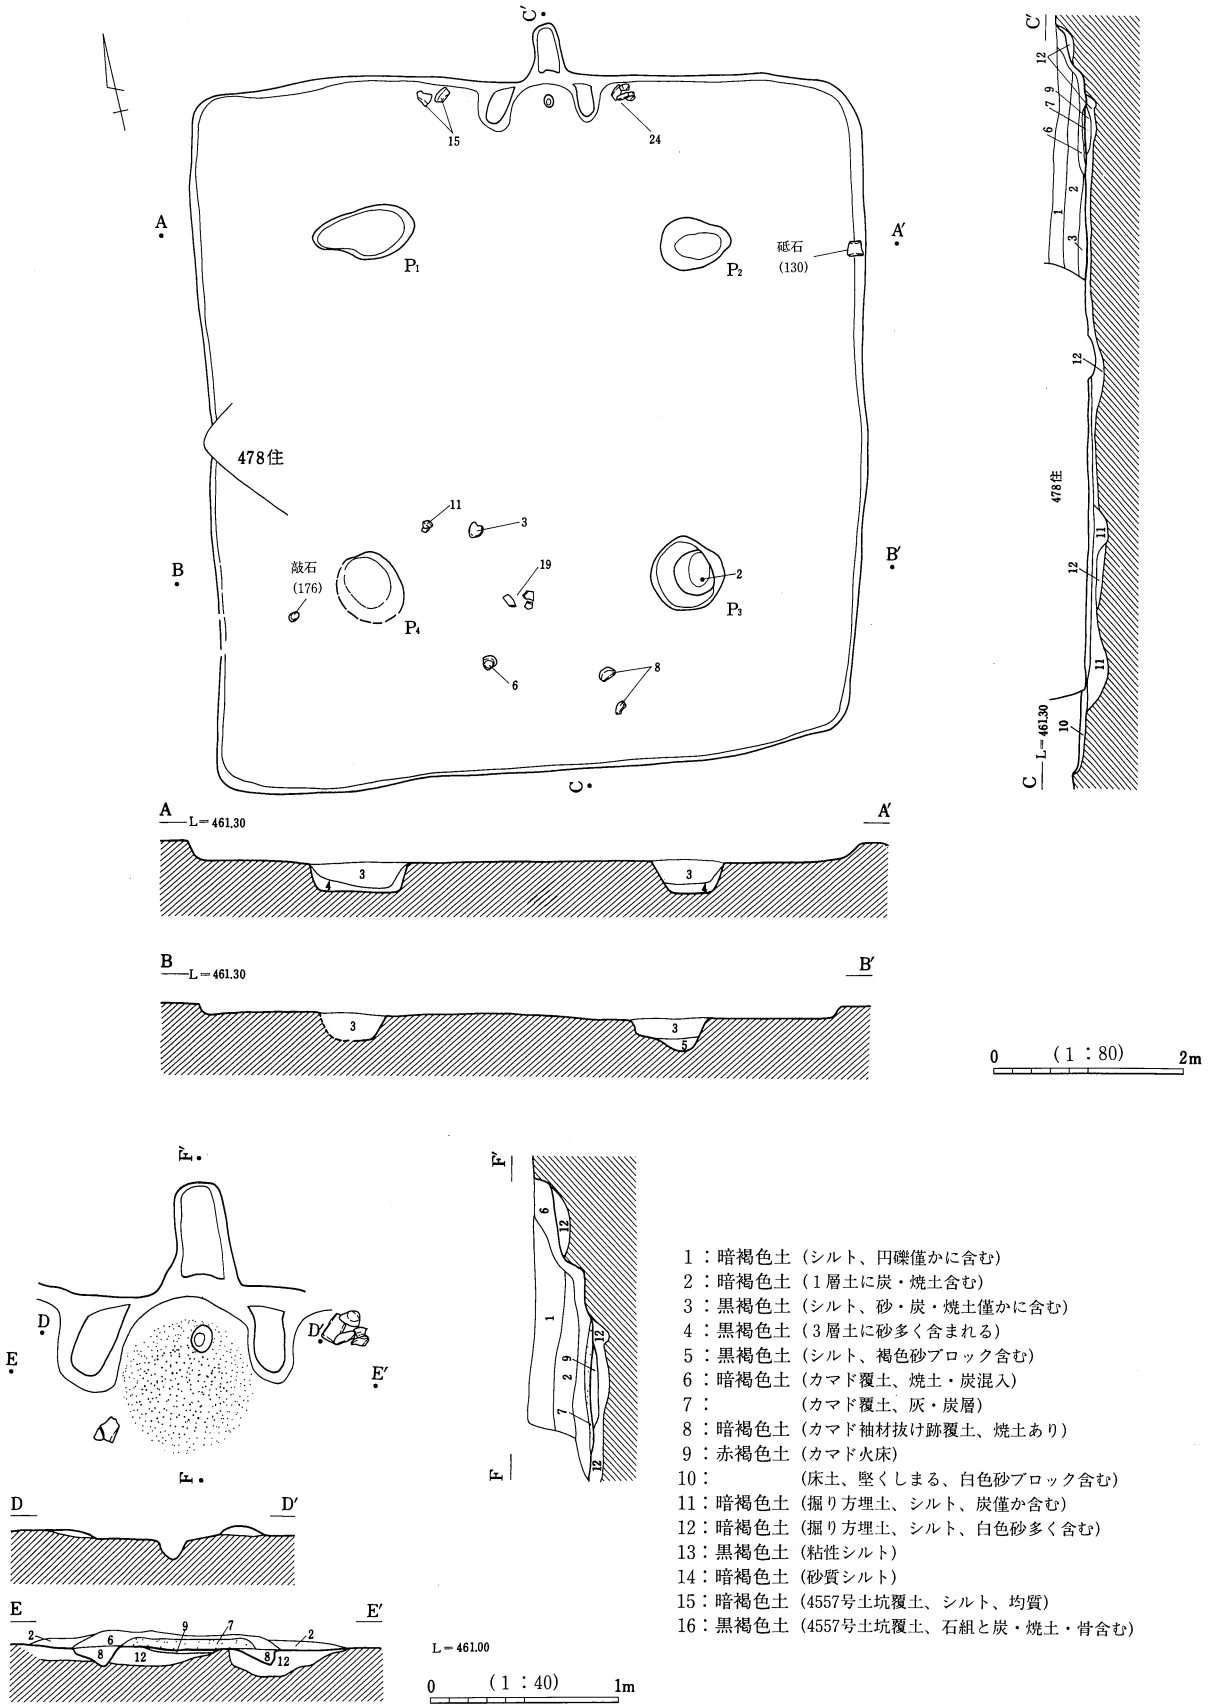 C′
15
24
A
A′
P1
P2
砥石
(130)
478住
11
3
B
B′
敲石
(176)
19
2
P4
P3
6
8
C
A
L=461.30
A′
3
4
3
4
B
L=461.30
B′
3
3
5
C′
12
9
7
6
1
2
3
12
478住
11
12
11
10
C
L=461.30
0
(1:80)
2m
F′
D
D′
E
E′
F
D
D′
E
E′
2
6
9
7
2
8
12
8
12
F′
6
12
1
12
9
2
7
12
F
L=461.00
0
(1:40)
1m
1:暗褐色土(シルト、円礫僅かに含む)
2:暗褐色土(1層土に炭・焼土含む)
3:黒褐色土(シルト、砂・炭・焼土僅かに含む)
4:黒褐色土(3層土に砂多く含まれる)
5:黒褐色土(シルト、褐色砂ブロック含む)
6:暗褐色土(カマド覆土、焼土・炭混入)
7: (カマド覆土、灰・炭層)
8:暗褐色土(カマド袖材抜け跡覆土、焼土あり)
9:赤褐色土(カマド火床)
10: (床土、堅くしまる、白色砂ブロック含む)
11:暗褐色土(掘り方埋土、シルト、炭僅か含む)
12:暗褐色土(掘り方埋土、シルト、白色砂多く含む)
13:黒褐色土(粘性シルト)
14:暗褐色土(砂質シルト)
15:暗褐色土(4557号土坑覆土、シルト、均質)
16:黒褐色土(4557号土坑覆土、石組と炭・焼土・骨含む)